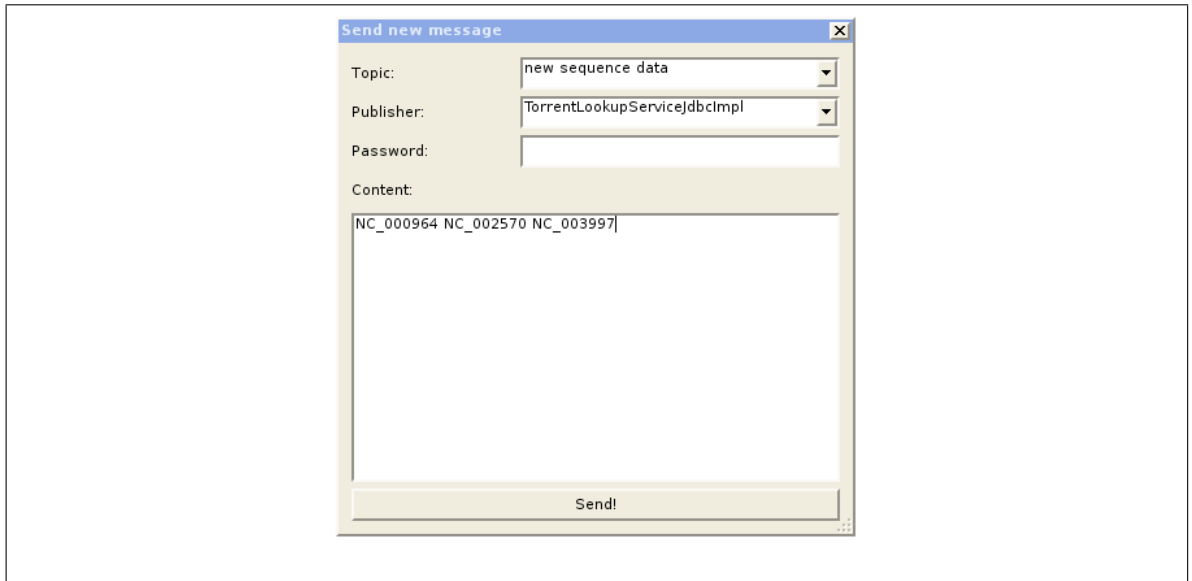 Send new message
Topic: new sequence data
Publisher: TorrentLookupServiceJdbcImpl
Password:
Content:
NC_000964 NC_002570 NC_003997
Send!